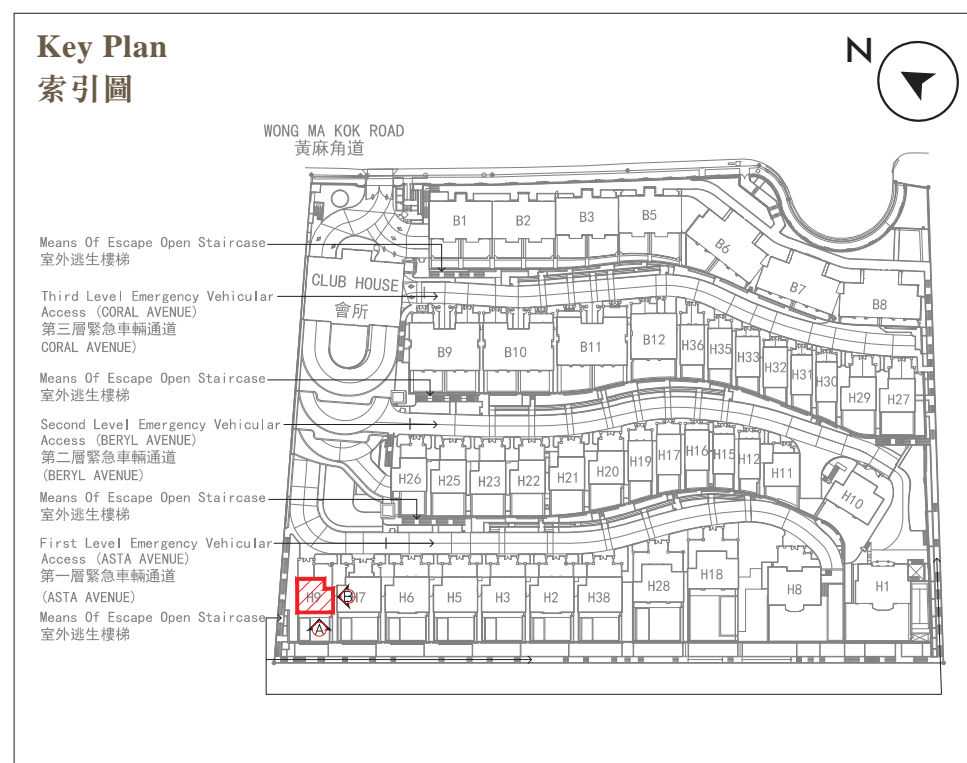 Key Plan
索引圖
N
WONG MA KOK ROAD
黃麻角道
B1
B2
B3
B5
B6
B7
B8
Means Of Escape Open Staircase
室外逃生樓梯
CLUB HOUSE
會所
Third Level Emergency Vehicular
Access (CORAL AVENUE)
第三層緊急車輛通道
CORAL AVENUE)
B9
B10
B11
B12
H36
H35
H33
H32
H31
H30
H29
H27
Means Of Escape Open Staircase
室外逃生樓梯
Second Level Emergency Vehicular
Access (BERYL AVENUE)
第二層緊急車輛通道
(BERYL AVENUE)
H26
H25
H23
H22
H21
H20
H19
H17
H16
H15
H12
H11
H10
Means Of Escape Open Staircase
室外逃生樓梯
First Level Emergency Vehicular
Access (ASTA AVENUE)
第一層緊急車輛通道
(ASTA AVENUE)
H9
H7
H6
H5
H3
H2
H38
H28
H18
H8
H1
B
A
Means Of Escape Open Staircase
室外逃生樓梯